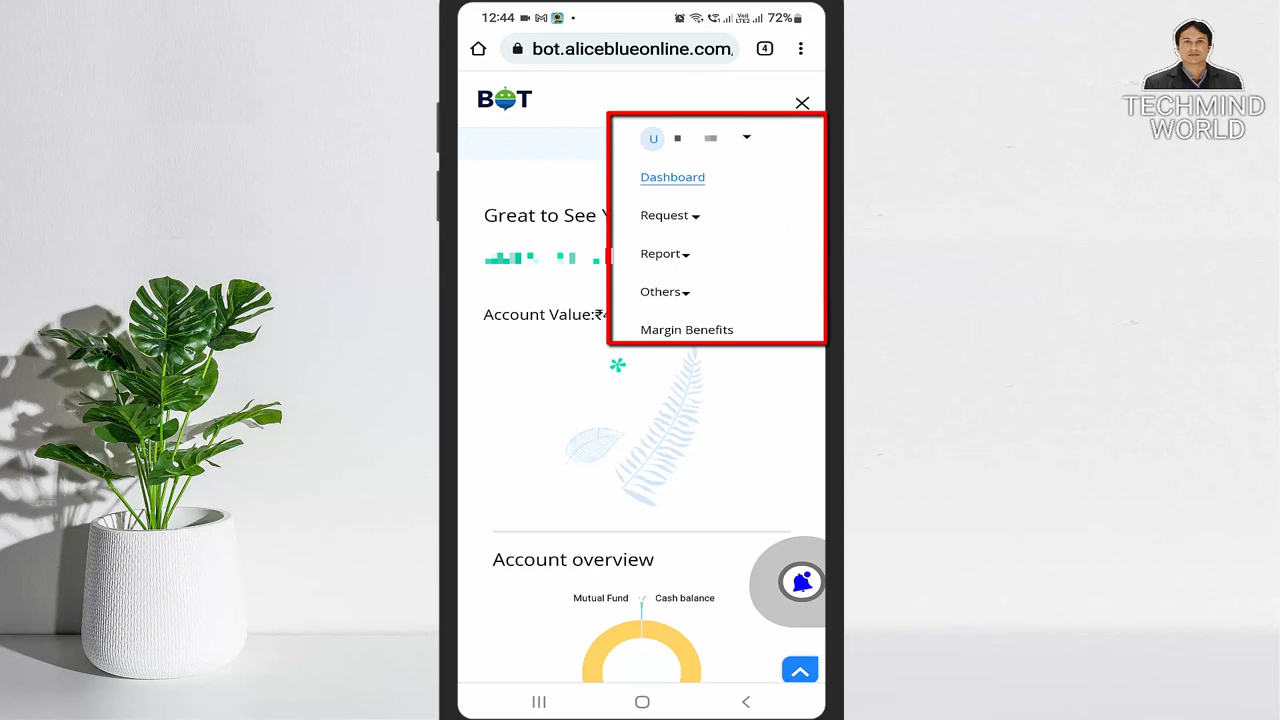 12:44
72%
bot.aliceblueonline.com
4
BOT
U
Dashboard
Request
Report
Others
Margin Benefits
Great to See
Account Value:₹
Account overview
Mutual Fund
Cash balance
TECHMIND
WORLD